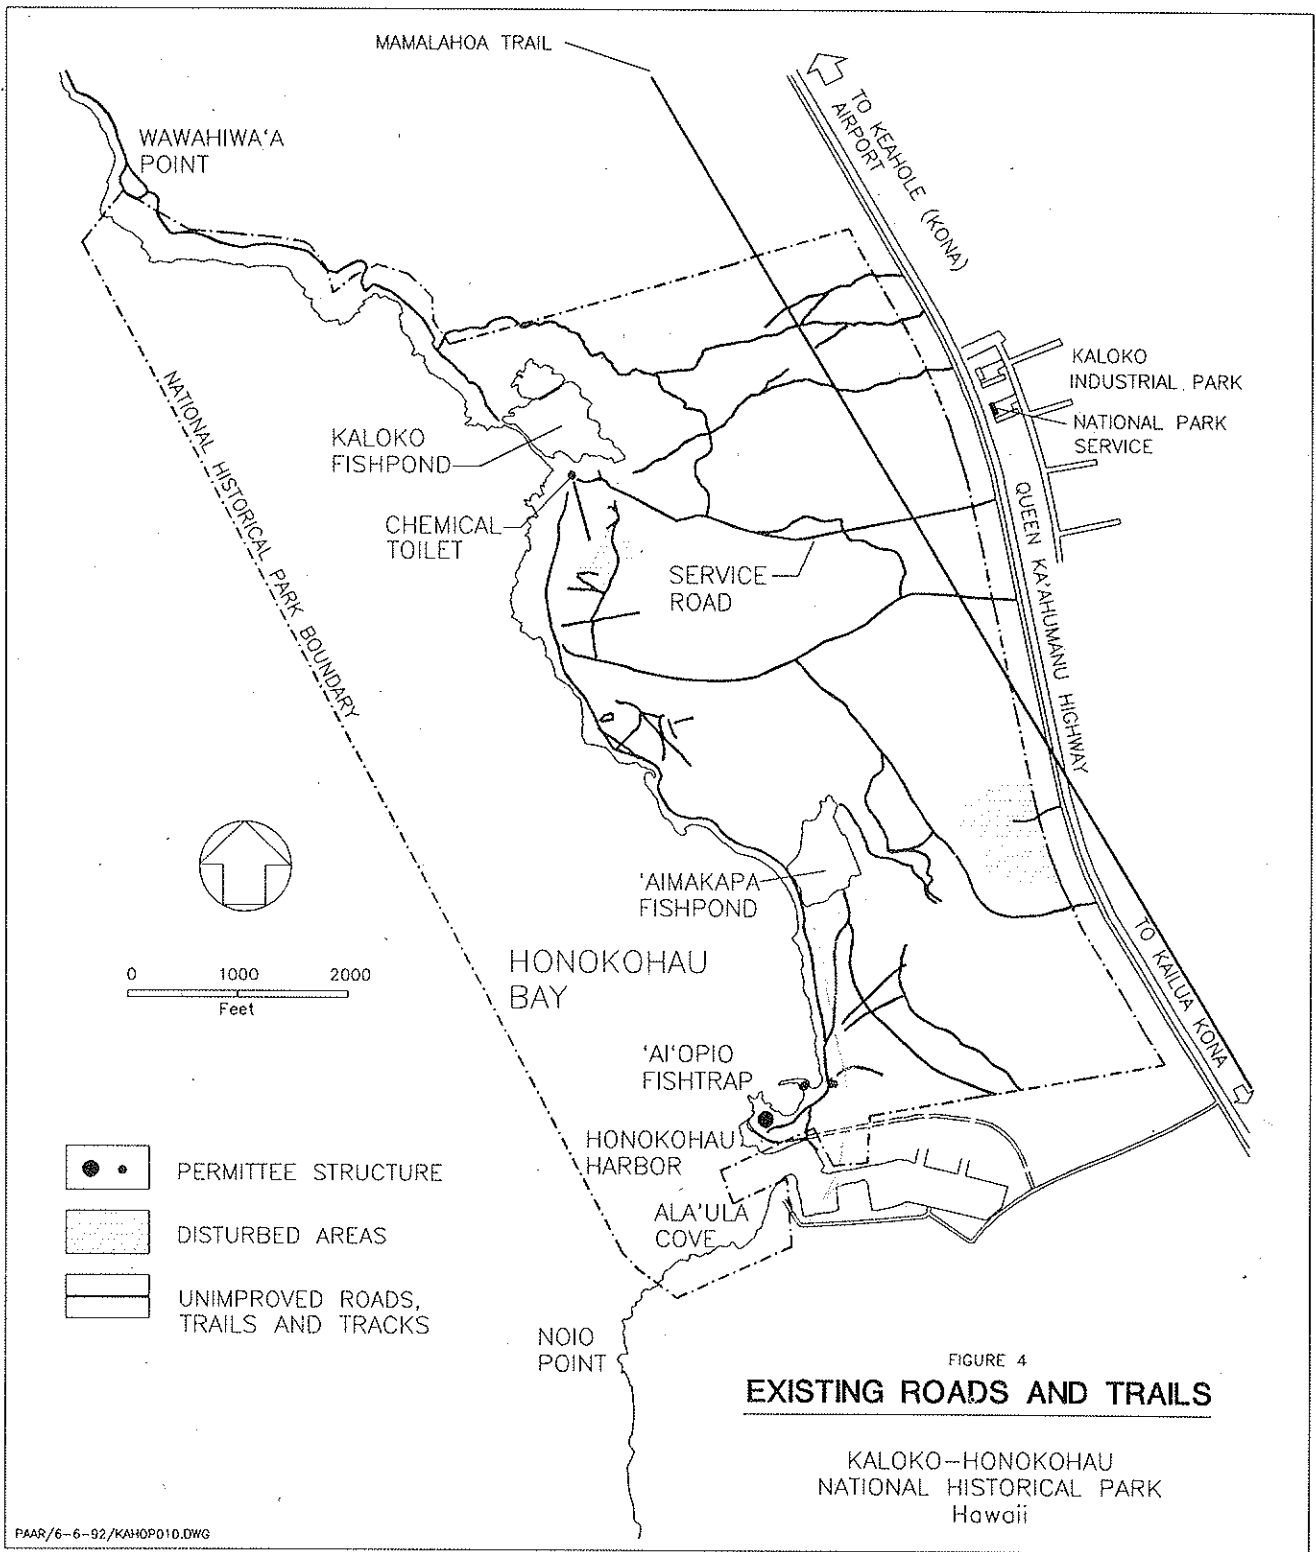 MAMALAHOA TRAIL
TO KEAHOLE (KONA)
AIRPORT
WAWAHIWA'A
POINT
KALOKO
INDUSTRIAL PARK
NATIONAL PARK
SERVICE
NATIONAL HISTORICAL PARK BOUNDARY
KALOKO
FISHPOND
CHEMICAL
TOILET
SERVICE
ROAD
QUEEN KA'AHUMANU HIGHWAY
'AIMAKAPA
FISHPOND
HONOKOHAU
BAY
TO KAILUA KONA
0 1000 2000
Feet
'AI'OPIO
FISHTRAP
HONOKOHAU
HARBOR
ALA'ULA
COVE
PERMITTEE STRUCTURE
DISTURBED AREAS
UNIMPROVED ROADS,
TRAILS AND TRACKS
NOIO
POINT
FIGURE 4
EXISTING ROADS AND TRAILS
KALOKO-HONOKOHAU
NATIONAL HISTORICAL PARK
Hawaii
PAAR/6-6-92/KAHOP010.DWG